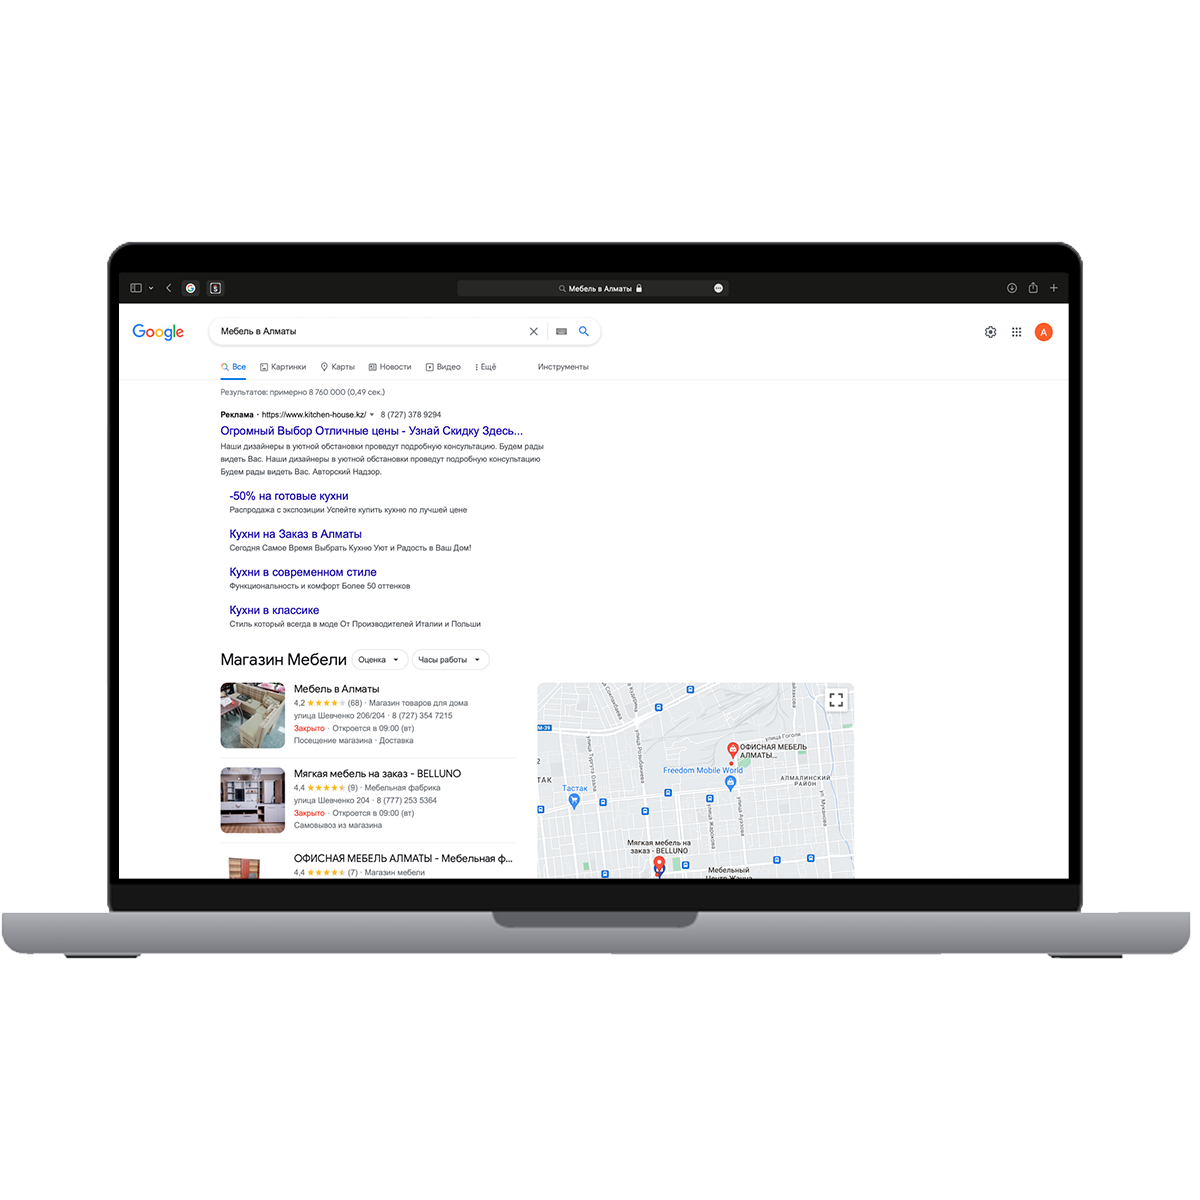 Мебель в Алматы
Google
Мебель в Алматы
A
Все
Картинки
Карты
Новости
Видео
Ещё
Инструменты
Результатов: примерно 8 760 000 (0,49 сек.)
Реклама · https://www.kitchen-house.kz/ 8 (727) 378 9294
Огромный Выбор Отличные цены - Узнай Скидку Здесь...
Наши дизайнеры в уютной обстановки проведут подробную консультацию. Будем рады
видеть Вас. Наши дизайнеры в уютной обстановки проведут подробную консультацию
Будем рады видеть Вас. Авторский Надзор.
-50% на готовые кухни
Распродажа с экспозиции Успейте купить кухню по лучшей цене
Кухни на Заказ в Алматы
Сегодня Самое Время Выбрать Кухню Уют и Радость в Ваш Дом!
Кухни в современном стиле
Функциональность и комфорт Более 50 оттенков
Кухни в классике
Стиль который всегда в моде От Производителей Италии и Польши
Магазин Мебели
Оценка
Часы работы
Мебель в Алматы
4,2 (68) · Магазин товаров для дома
улица Шевченко 206/204 · 8 (727) 354 7215
Закрыто · Откроется в 09:00 (вт)
Посещение магазина · Доставка
Мягкая мебель на заказ - BELLUNO
4,4 (9) · Мебельная фабрика
улица Шевченко 204 · 8 (777) 253 5364
Закрыто · Откроется в 09:00 (вт)
Самовывоз из магазина
ОФИСНАЯ МЕБЕЛЬ АЛМАТЫ - Мебельная ф...
4,4 (7) · Магазин мебели
улица Гоголя
ОФИСНАЯ МЕБЕЛЬ
АЛМАТЫ...
Freedom Mobile World
АЛМАЛИНСКИЙ
РАЙОН
ТАК
Тастак
Мягкая мебель на
заказ - BELLUNO
Мебельный